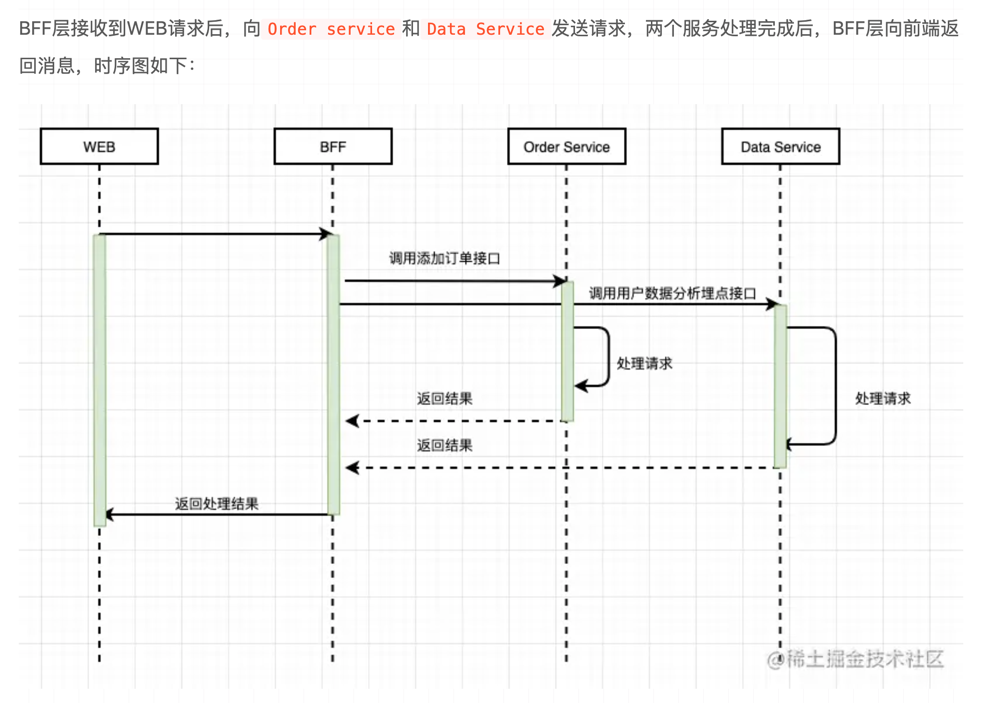 BFF层接收到WEB请求后，向 Order service 和 Data Service 发送请求，两个服务处理完成后，BFF层向前端返
回消息，时序图如下：
WEB
BFF
Order Service
Data Service
调用添加订单接口
调用用户数据分析埋点接口
处理请求
处理请求
返回结果
返回结果
返回处理结果
@稀土掘金技术社区